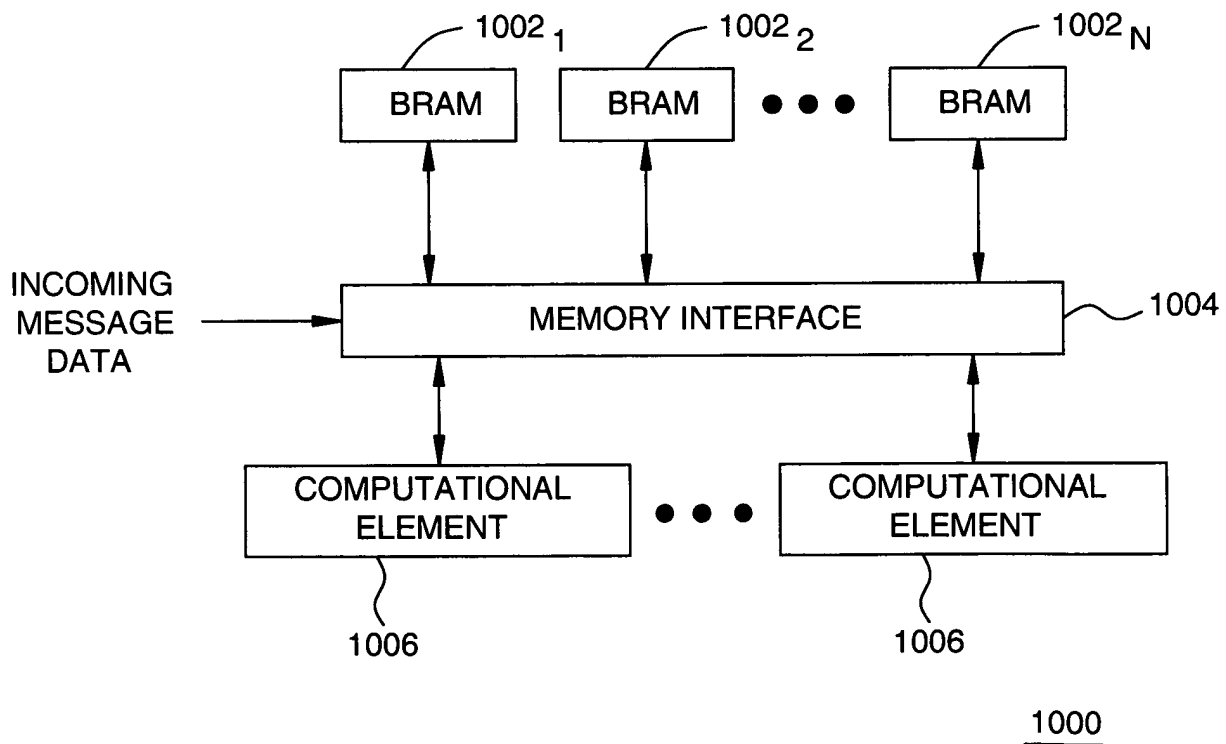 1002 1
1002 2
1002 N
BRAM
BRAM
BRAM
INCOMING
MESSAGE
DATA
MEMORY INTERFACE
1004
COMPUTATIONAL
ELEMENT
COMPUTATIONAL
ELEMENT
1006
1006
1000